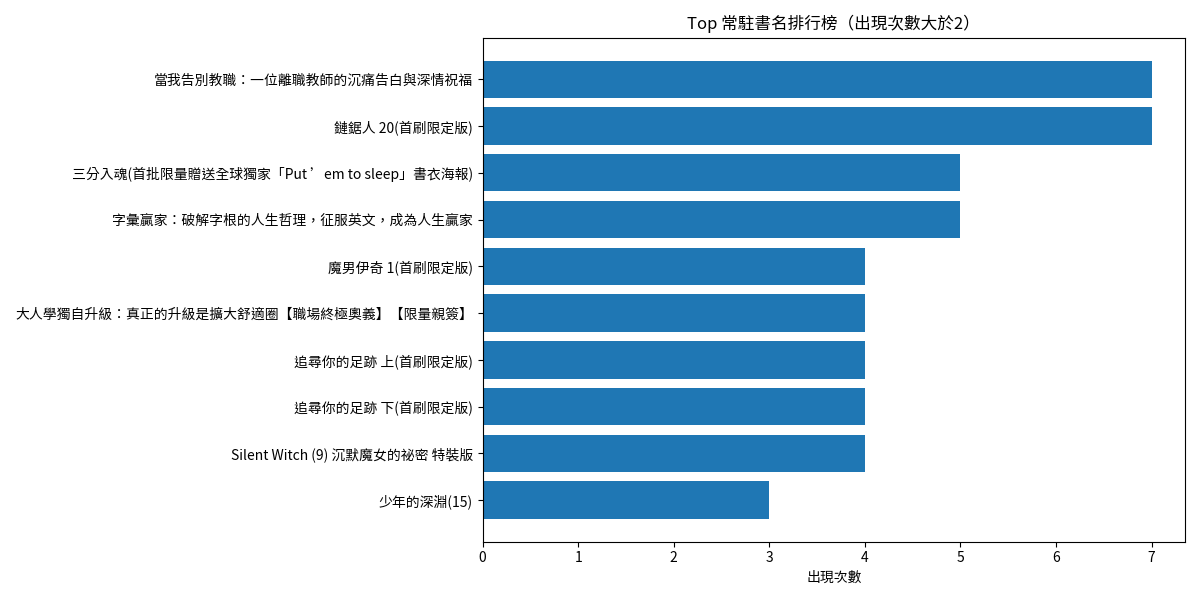 Top 常駐書名排行榜（出現次數大於2）
當我告別教職：一位離職教師的沉痛告白與深情祝福
鏈鋸人 20(首刷限定版)
三分入魂(首批限量贈送全球獨家「Put ’em to sleep」書衣海報)
字彙贏家：破解字根的人生哲理，征服英文，成為人生贏家
魔男伊奇 1(首刷限定版)
大人學獨自升級：真正的升級是擴大舒適圈【職場終極奧義】【限量親簽】
追尋你的足跡 上(首刷限定版)
追尋你的足跡 下(首刷限定版)
Silent Witch (9) 沉默魔女的祕密 特裝版
少年的深淵(15)
0 1 2 3 4 5 6 7
出現次數